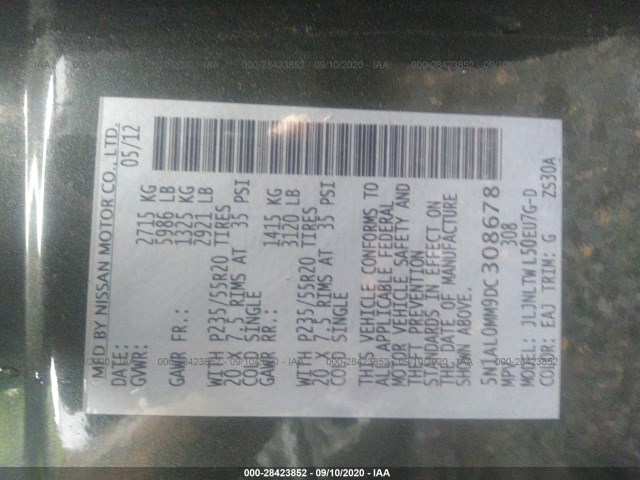 000-28423852 - 09/10/2020 - IAA
MFD BY NISSAN MOTOR CO., LTD.
DATE: 05/12
GVWR: 2715 KG
5986 LB
GAWR FR.: 1325 KG
2921 LB
WITH P235/55R20 TIRES
20 X 7.5 RIMS AT 35 PSI
COLD SINGLE
GAWR RR.: 1415 KG
3120 LB
WITH P235/55R20 TIRES
20 X 7.5 RIMS AT 35 PSI
COLD SINGLE
THIS VEHICLE CONFORMS TO
ALL APPLICABLE FEDERAL
MOTOR VEHICLE SAFETY AND
THEFT PREVENTION
STANDARDS IN EFFECT ON
THE DATE OF MANUFACTURE
SHOWN ABOVE.
5N1AL0MM9DC308678
MPV 308
MODEL: JLJNLTWL50EU7G-D
COLOR: EAJ TRIM: G ZS30A
000-28423852 - 09/10/2020 - IAA